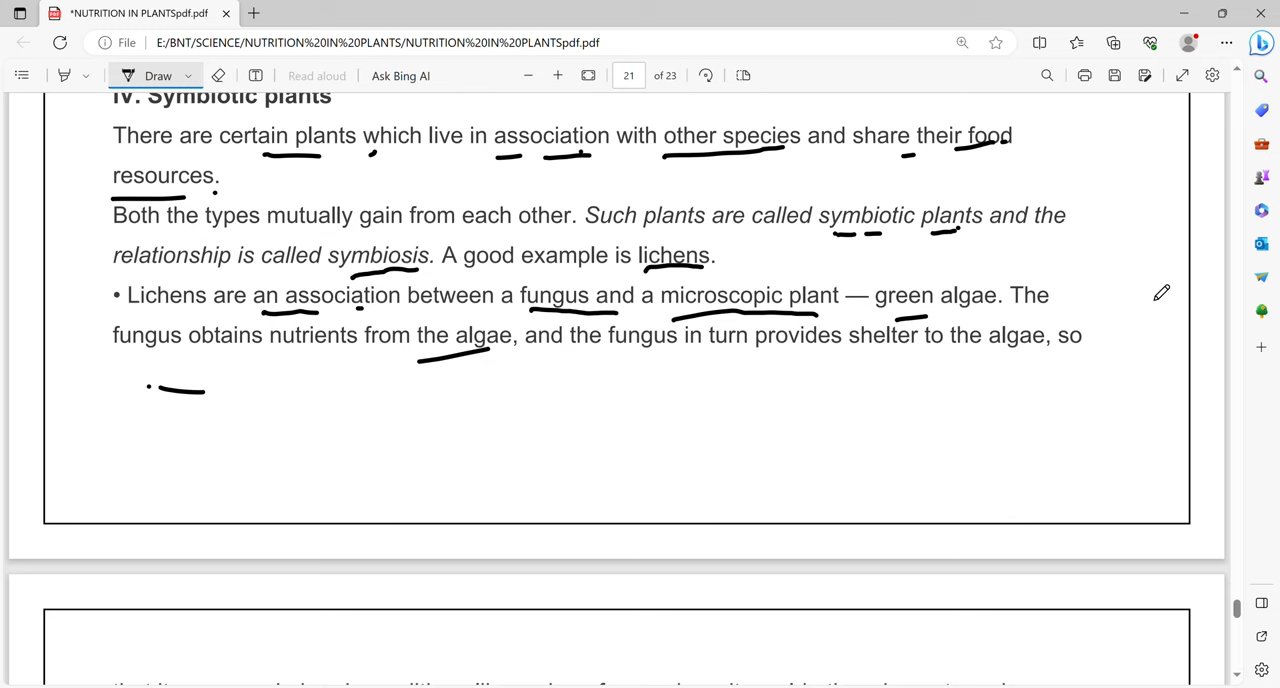 *NUTRITION IN PLANTSpdf.pdf
File E:/BNT/SCIENCE/NUTRITION%20IN%20PLANTS/NUTRITION%20IN%20PLANTSpdf.pdf
Draw Read aloud Ask Bing AI 21 of 23
IV. Symbiotic plants
There are certain plants which live in association with other species and share their food
resources.
Both the types mutually gain from each other. Such plants are called symbiotic plants and the
relationship is called symbiosis. A good example is lichens.
• Lichens are an association between a fungus and a microscopic plant — green algae. The
fungus obtains nutrients from the algae, and the fungus in turn provides shelter to the algae, so